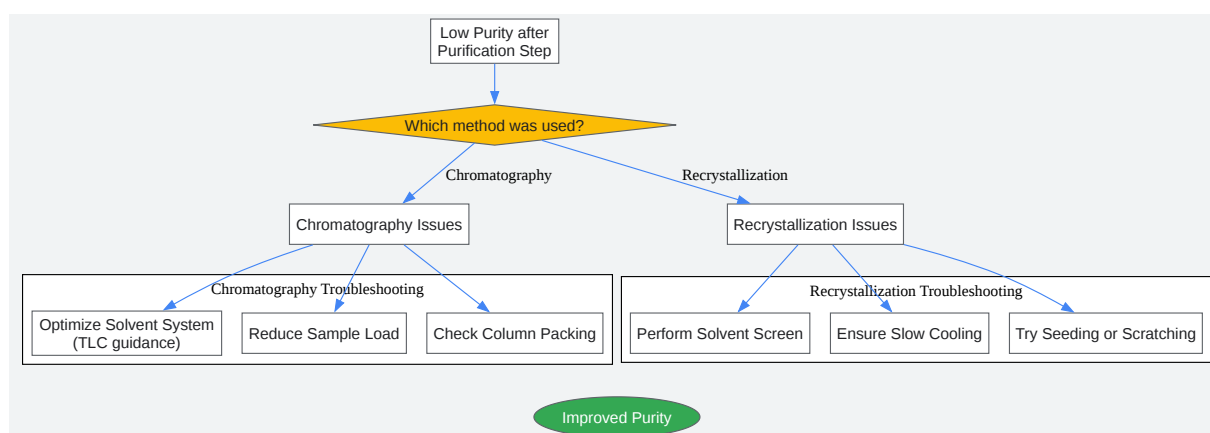 Low Purity after
Purification Step
Which method was used?
Chromatography
Recrystallization
Chromatography Issues
Recrystallization Issues
Chromatography Troubleshooting
Recrystallization Troubleshooting
Optimize Solvent System
(TLC guidance)
Reduce Sample Load
Check Column Packing
Perform Solvent Screen
Ensure Slow Cooling
Try Seeding or Scratching
Improved Purity